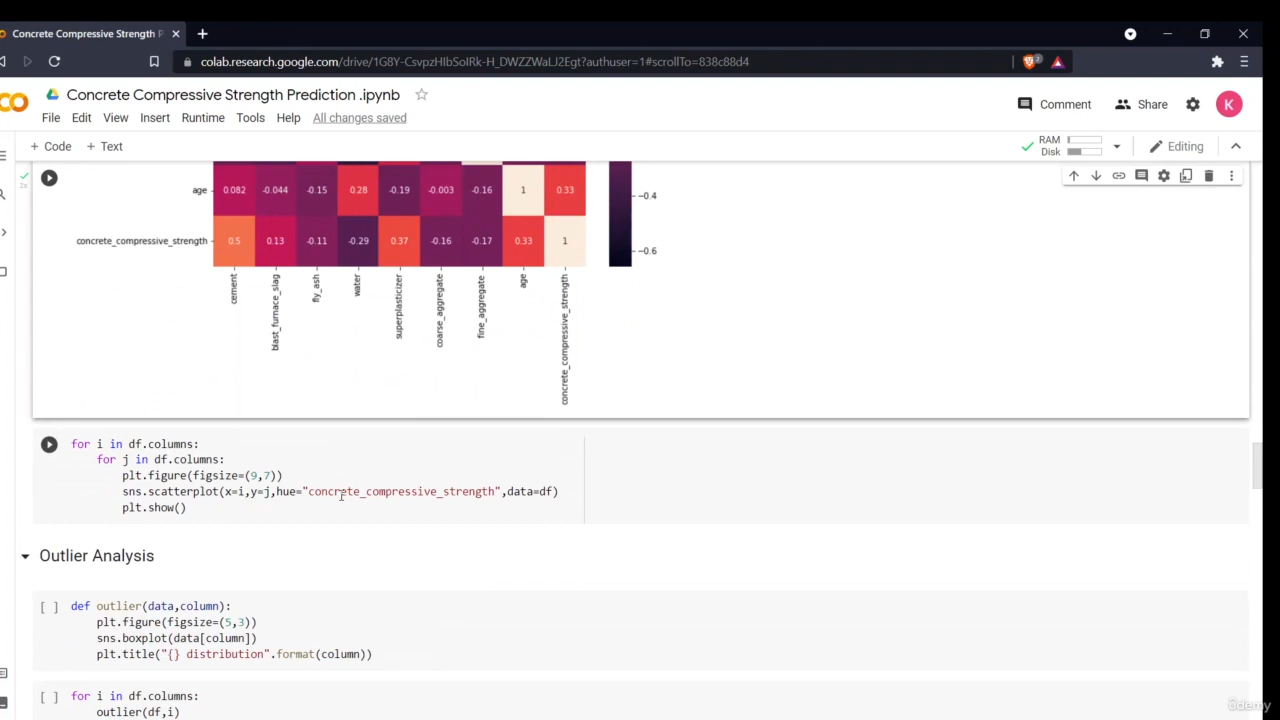 Concrete Compressive Strength P
colab.research.google.com/drive/1G8Y-CsvpzHIbSoIRk-H_DWZZWaLJ2Egt?authuser=1#scrollTo=838c88d4
2
Concrete Compressive Strength Prediction .ipynb
Comment
Share
K
File Edit View Insert Runtime Tools Help All changes saved
+ Code + Text
RAM
Disk
Editing
2s
age 0.082 -0.044 -0.15 0.28 -0.19 -0.003 -0.16 1 0.33
-0.4
concrete_compressive_strength 0.5 0.13 -0.11 -0.29 0.37 -0.16 -0.17 0.33 1
-0.6
cement
blast_furnace_slag
fly_ash
water
superplasticizer
coarse_aggregate
fine_aggregate
age
concrete_compressive_strength
for i in df.columns:
for j in df.columns:
plt.figure(figsize=(9,7))
sns.scatterplot(x=i,y=j,hue="concrete_compressive_strength",data=df)
plt.show()
Outlier Analysis
[ ] def outlier(data,column):
plt.figure(figsize=(5,3))
sns.boxplot(data[column])
plt.title("{} distribution".format(column))
[ ] for i in df.columns:
outlier(df,i)
ûdemy